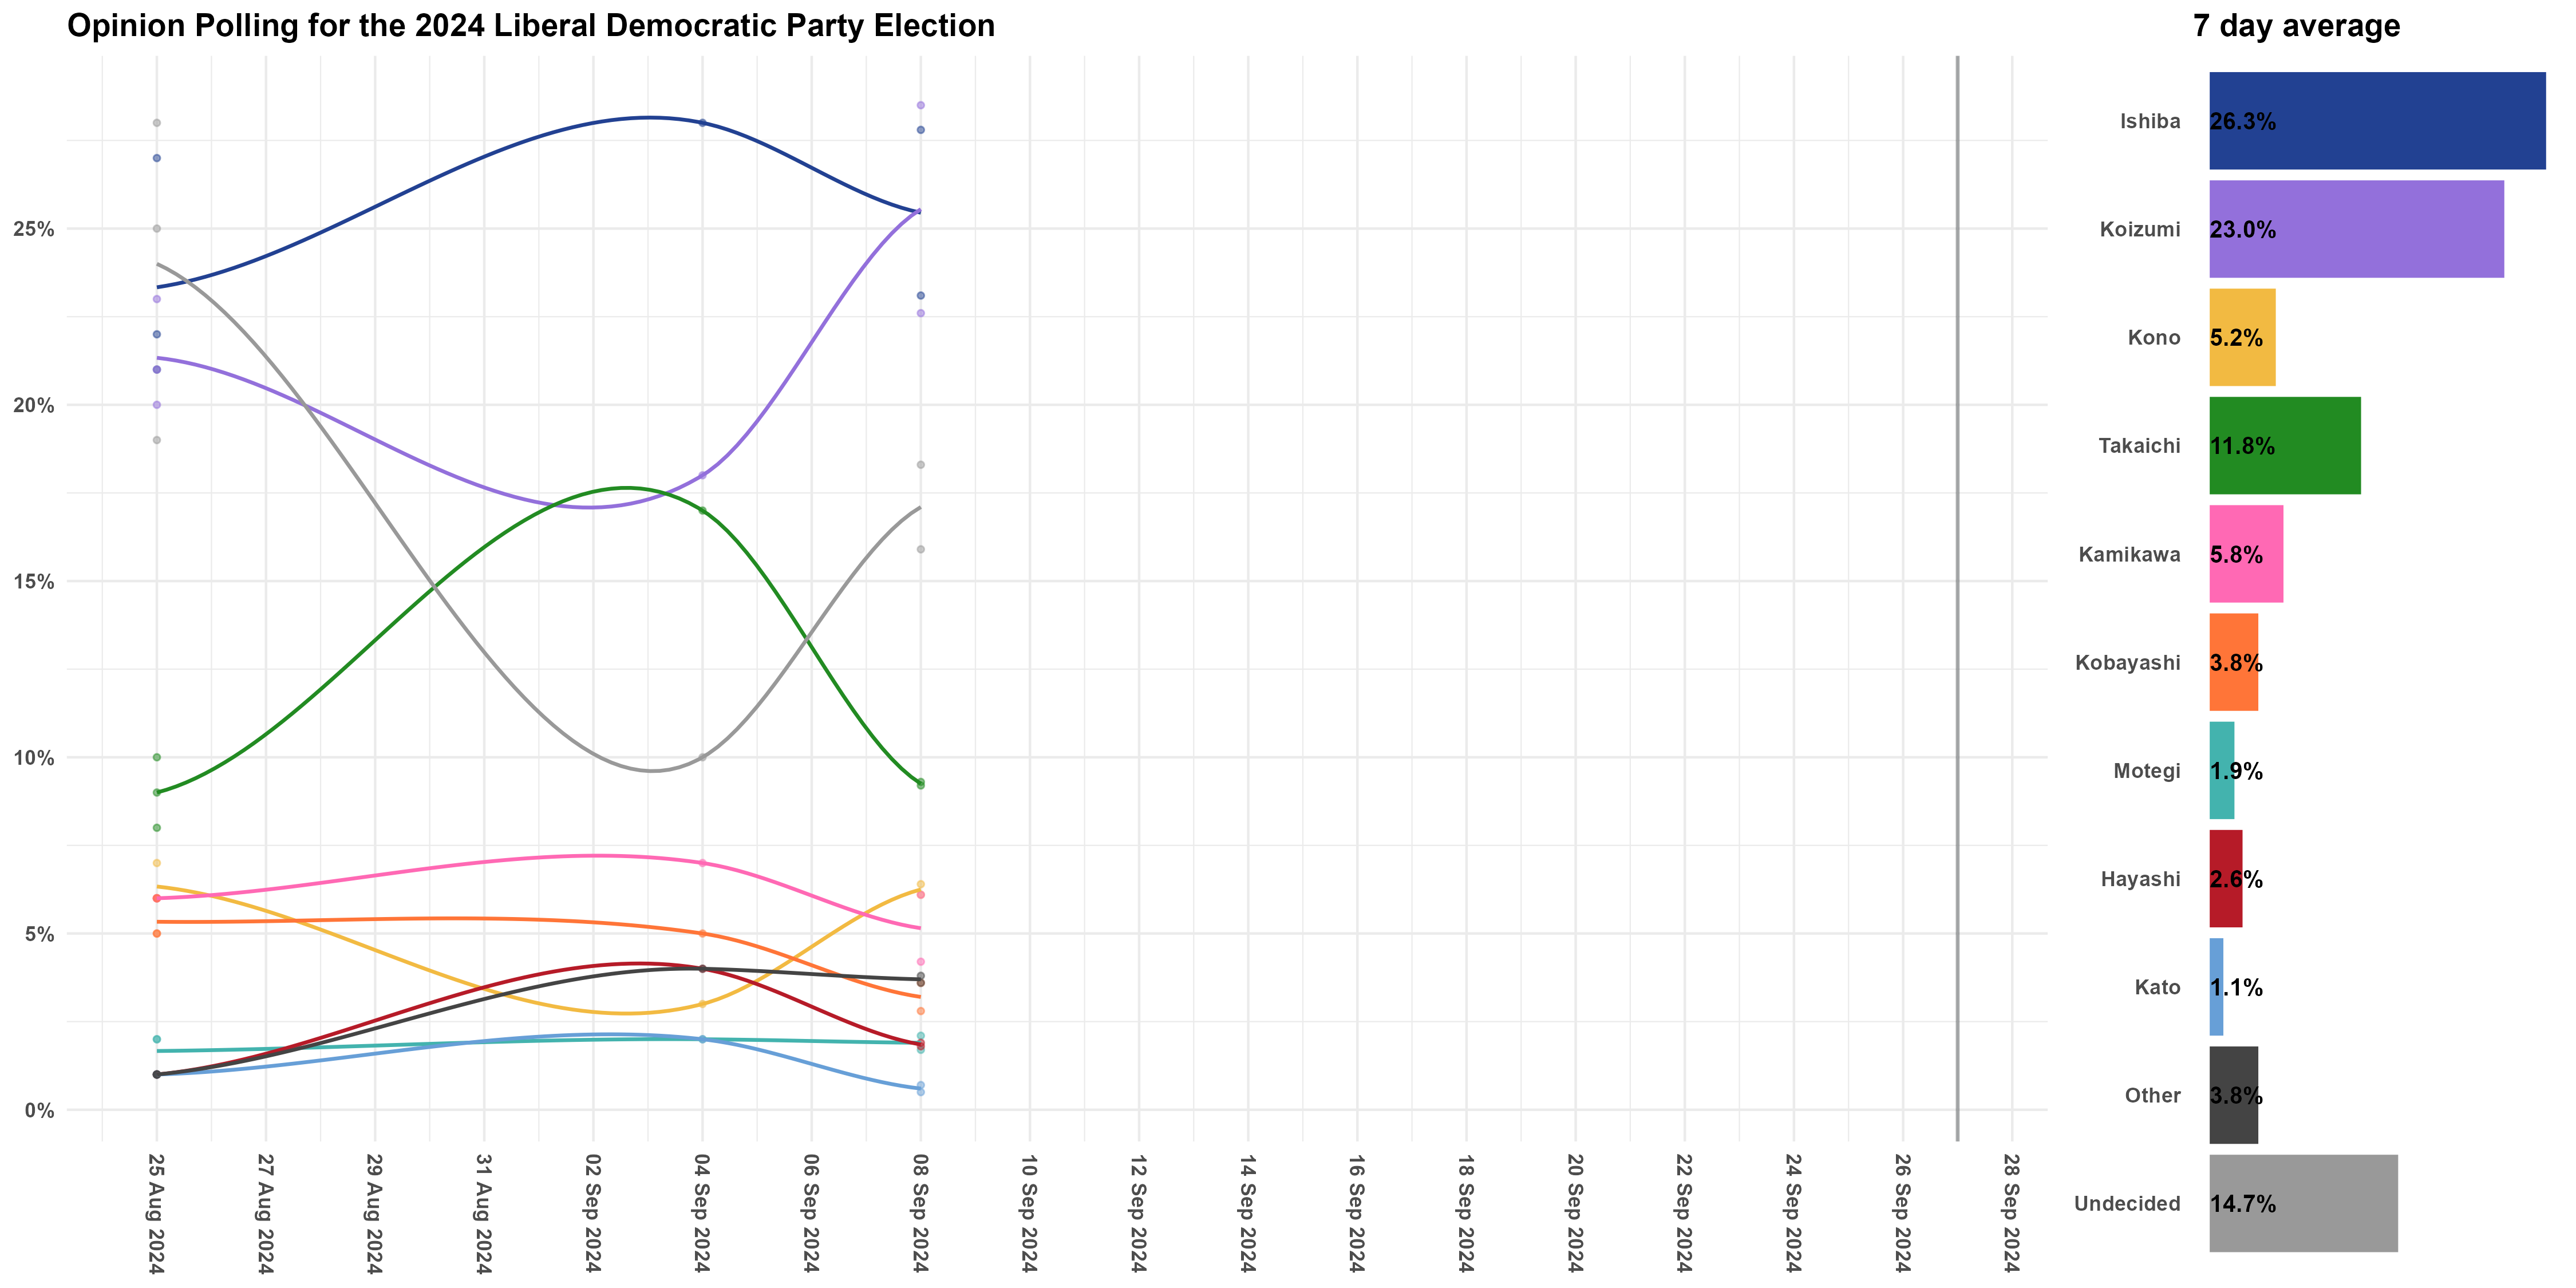 Opinion Polling for the 2024 Liberal Democratic Party Election
25%
20%
15%
10%
5%
0%
25 Aug 2024
27 Aug 2024
29 Aug 2024
31 Aug 2024
02 Sep 2024
04 Sep 2024
06 Sep 2024
08 Sep 2024
10 Sep 2024
12 Sep 2024
14 Sep 2024
16 Sep 2024
18 Sep 2024
20 Sep 2024
22 Sep 2024
24 Sep 2024
26 Sep 2024
28 Sep 2024
7 day average
Ishiba 26.3%
Koizumi 23.0%
Kono 5.2%
Takaichi 11.8%
Kamikawa 5.8%
Kobayashi 3.8%
Motegi 1.9%
Hayashi 2.6%
Kato 1.1%
Other 3.8%
Undecided 14.7%